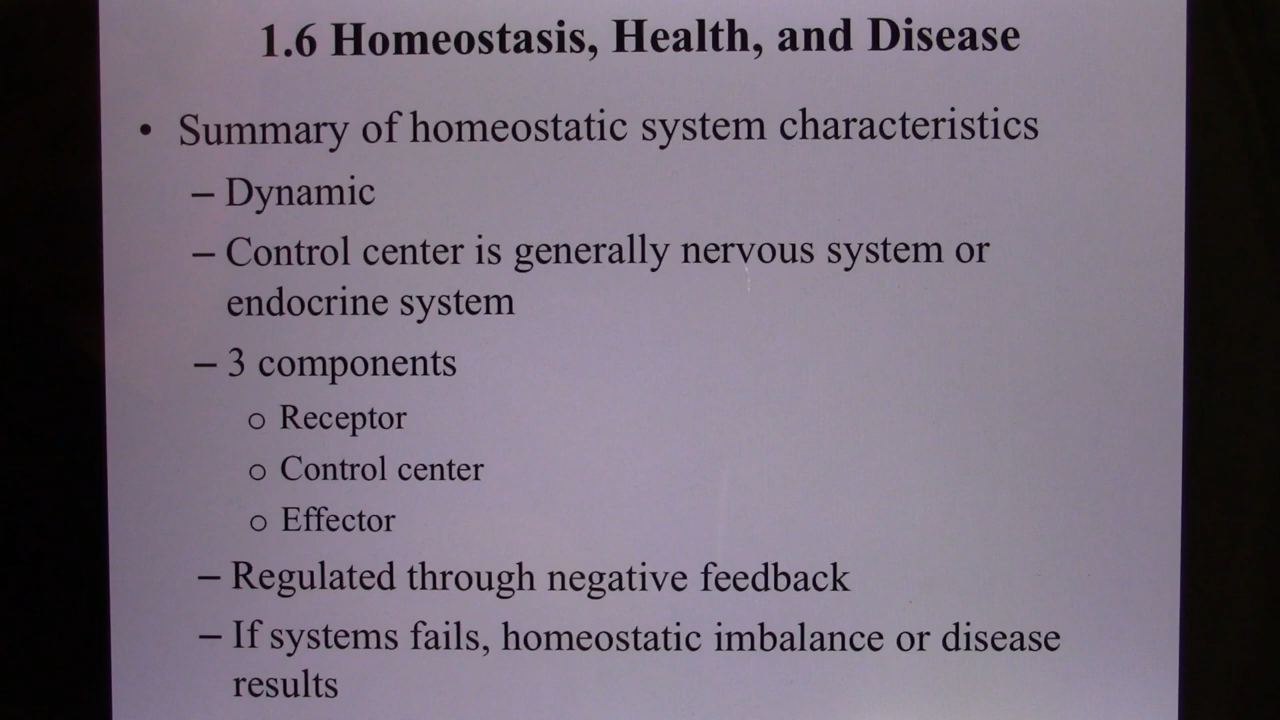 1.6 Homeostasis, Health, and Disease
• Summary of homeostatic system characteristics
– Dynamic
– Control center is generally nervous system or
endocrine system
– 3 components
o Receptor
o Control center
o Effector
– Regulated through negative feedback
– If systems fails, homeostatic imbalance or disease
results